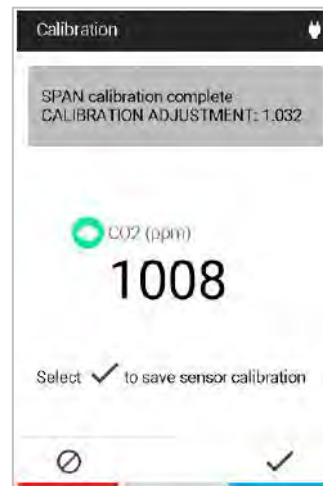 Calibration
SPAN calibration complete
CALIBRATION ADJUSTMENT: 1.032
CO2 (ppm)
1008
Select ✓ to save sensor calibration